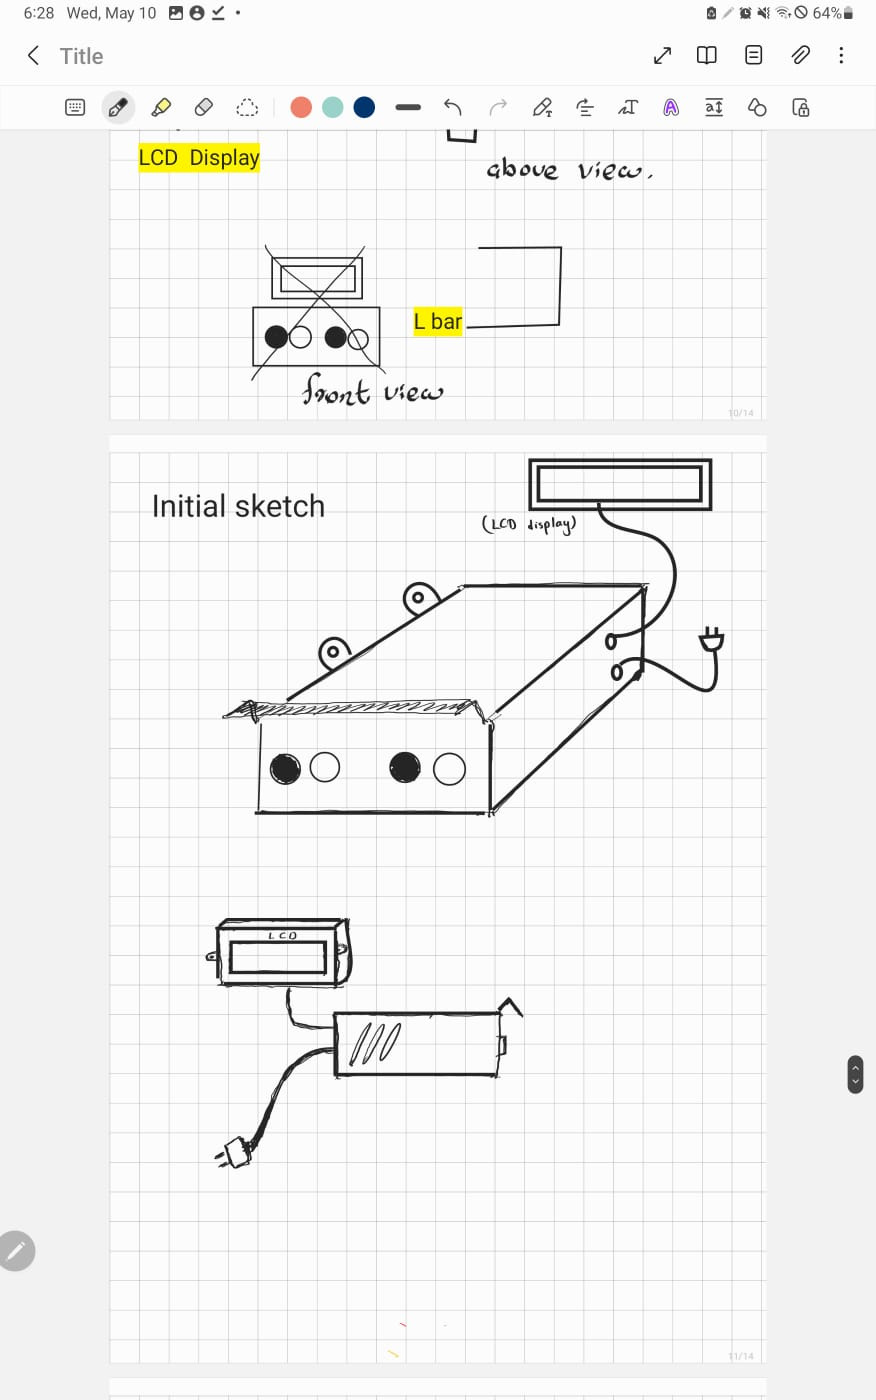 6:28 Wed, May 10
64%
Title
LCD Display
above view.
L bar
front view
10/14
Initial sketch
(LCD display)
LCD
11/14